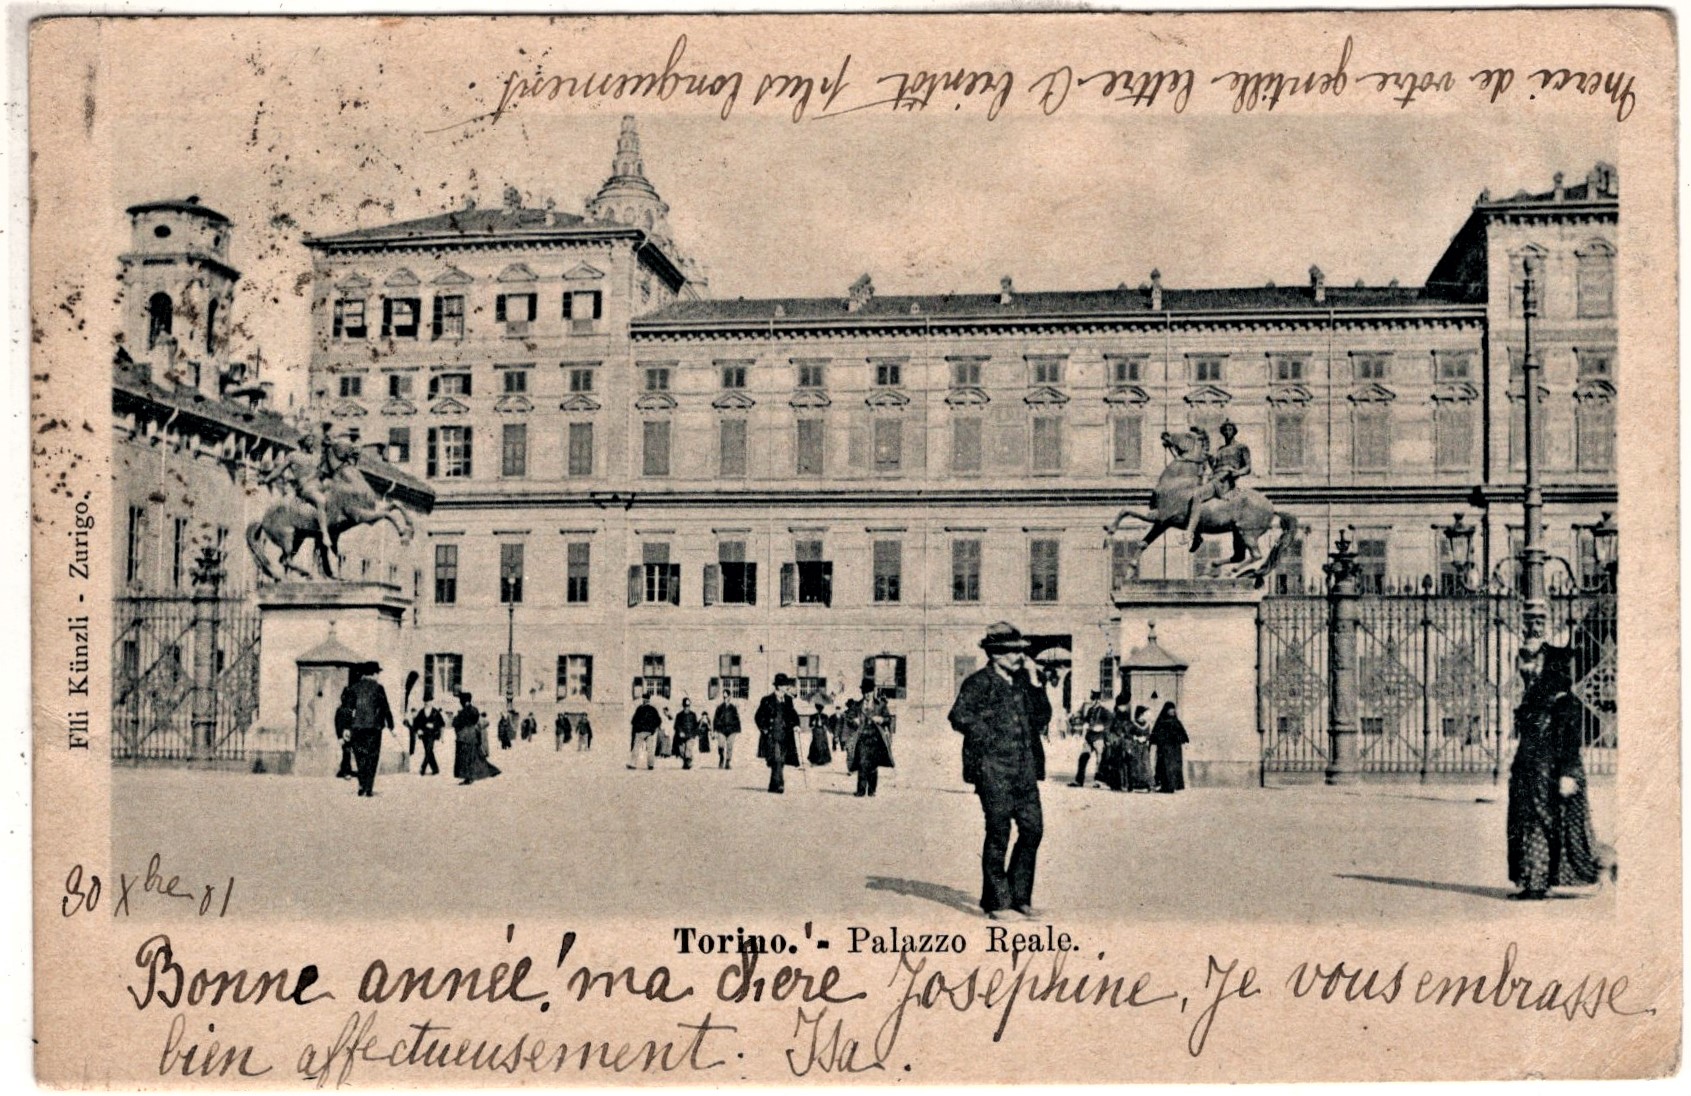 Merci de votre gentille lettre à bientôt plus longuement.
Flli Künzli - Zurigo.
30 Xbre 01
Torino. - Palazzo Reale.
Bonne année! ma chere Joséphine, Je vous embrasse
bien affectueusement. Isa.